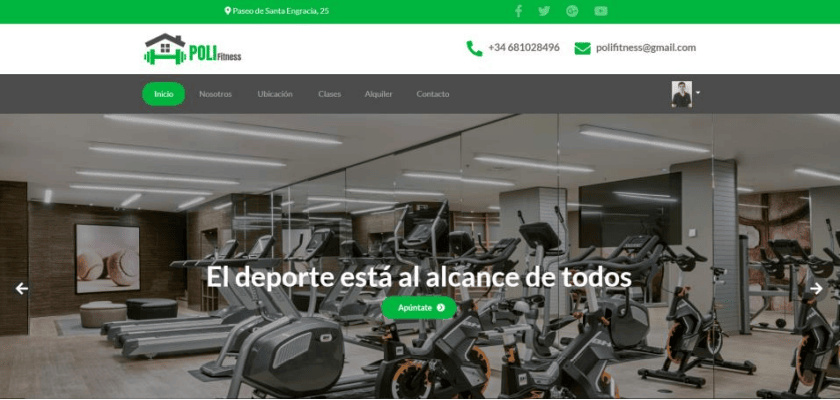 Paseo de Santa Engracia, 25
POLI Fitness
+34 681028496
polifitness@gmail.com
Inicio Nosotros Ubicación Clases Alquiler Contacto
El deporte está al alcance de todos
Apúntate